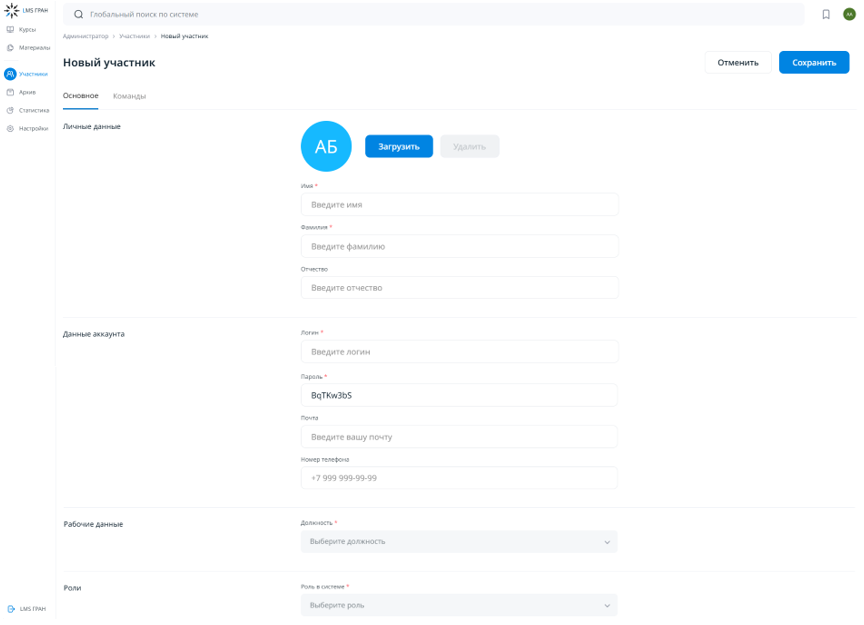 LMS ГРАН
Глобальный поиск по системе
АА
Курсы
Материалы
Участники
Архив
Статистика
Настройки
Администратор > Участники > Новый участник
Новый участник
Отменить
Сохранить
Основное
Команды
Личные данные
АБ
Загрузить
Удалить
Имя *
Введите имя
Фамилия *
Введите фамилию
Отчество
Введите отчество
Данные аккаунта
Логин *
Введите логин
Пароль *
BqTKw3bS
Почта
Введите вашу почту
Номер телефона
+7 999 999-99-99
Рабочие данные
Должность *
Выберите должность
Роли
Роль в системе *
Выберите роль
LMS ГРАН